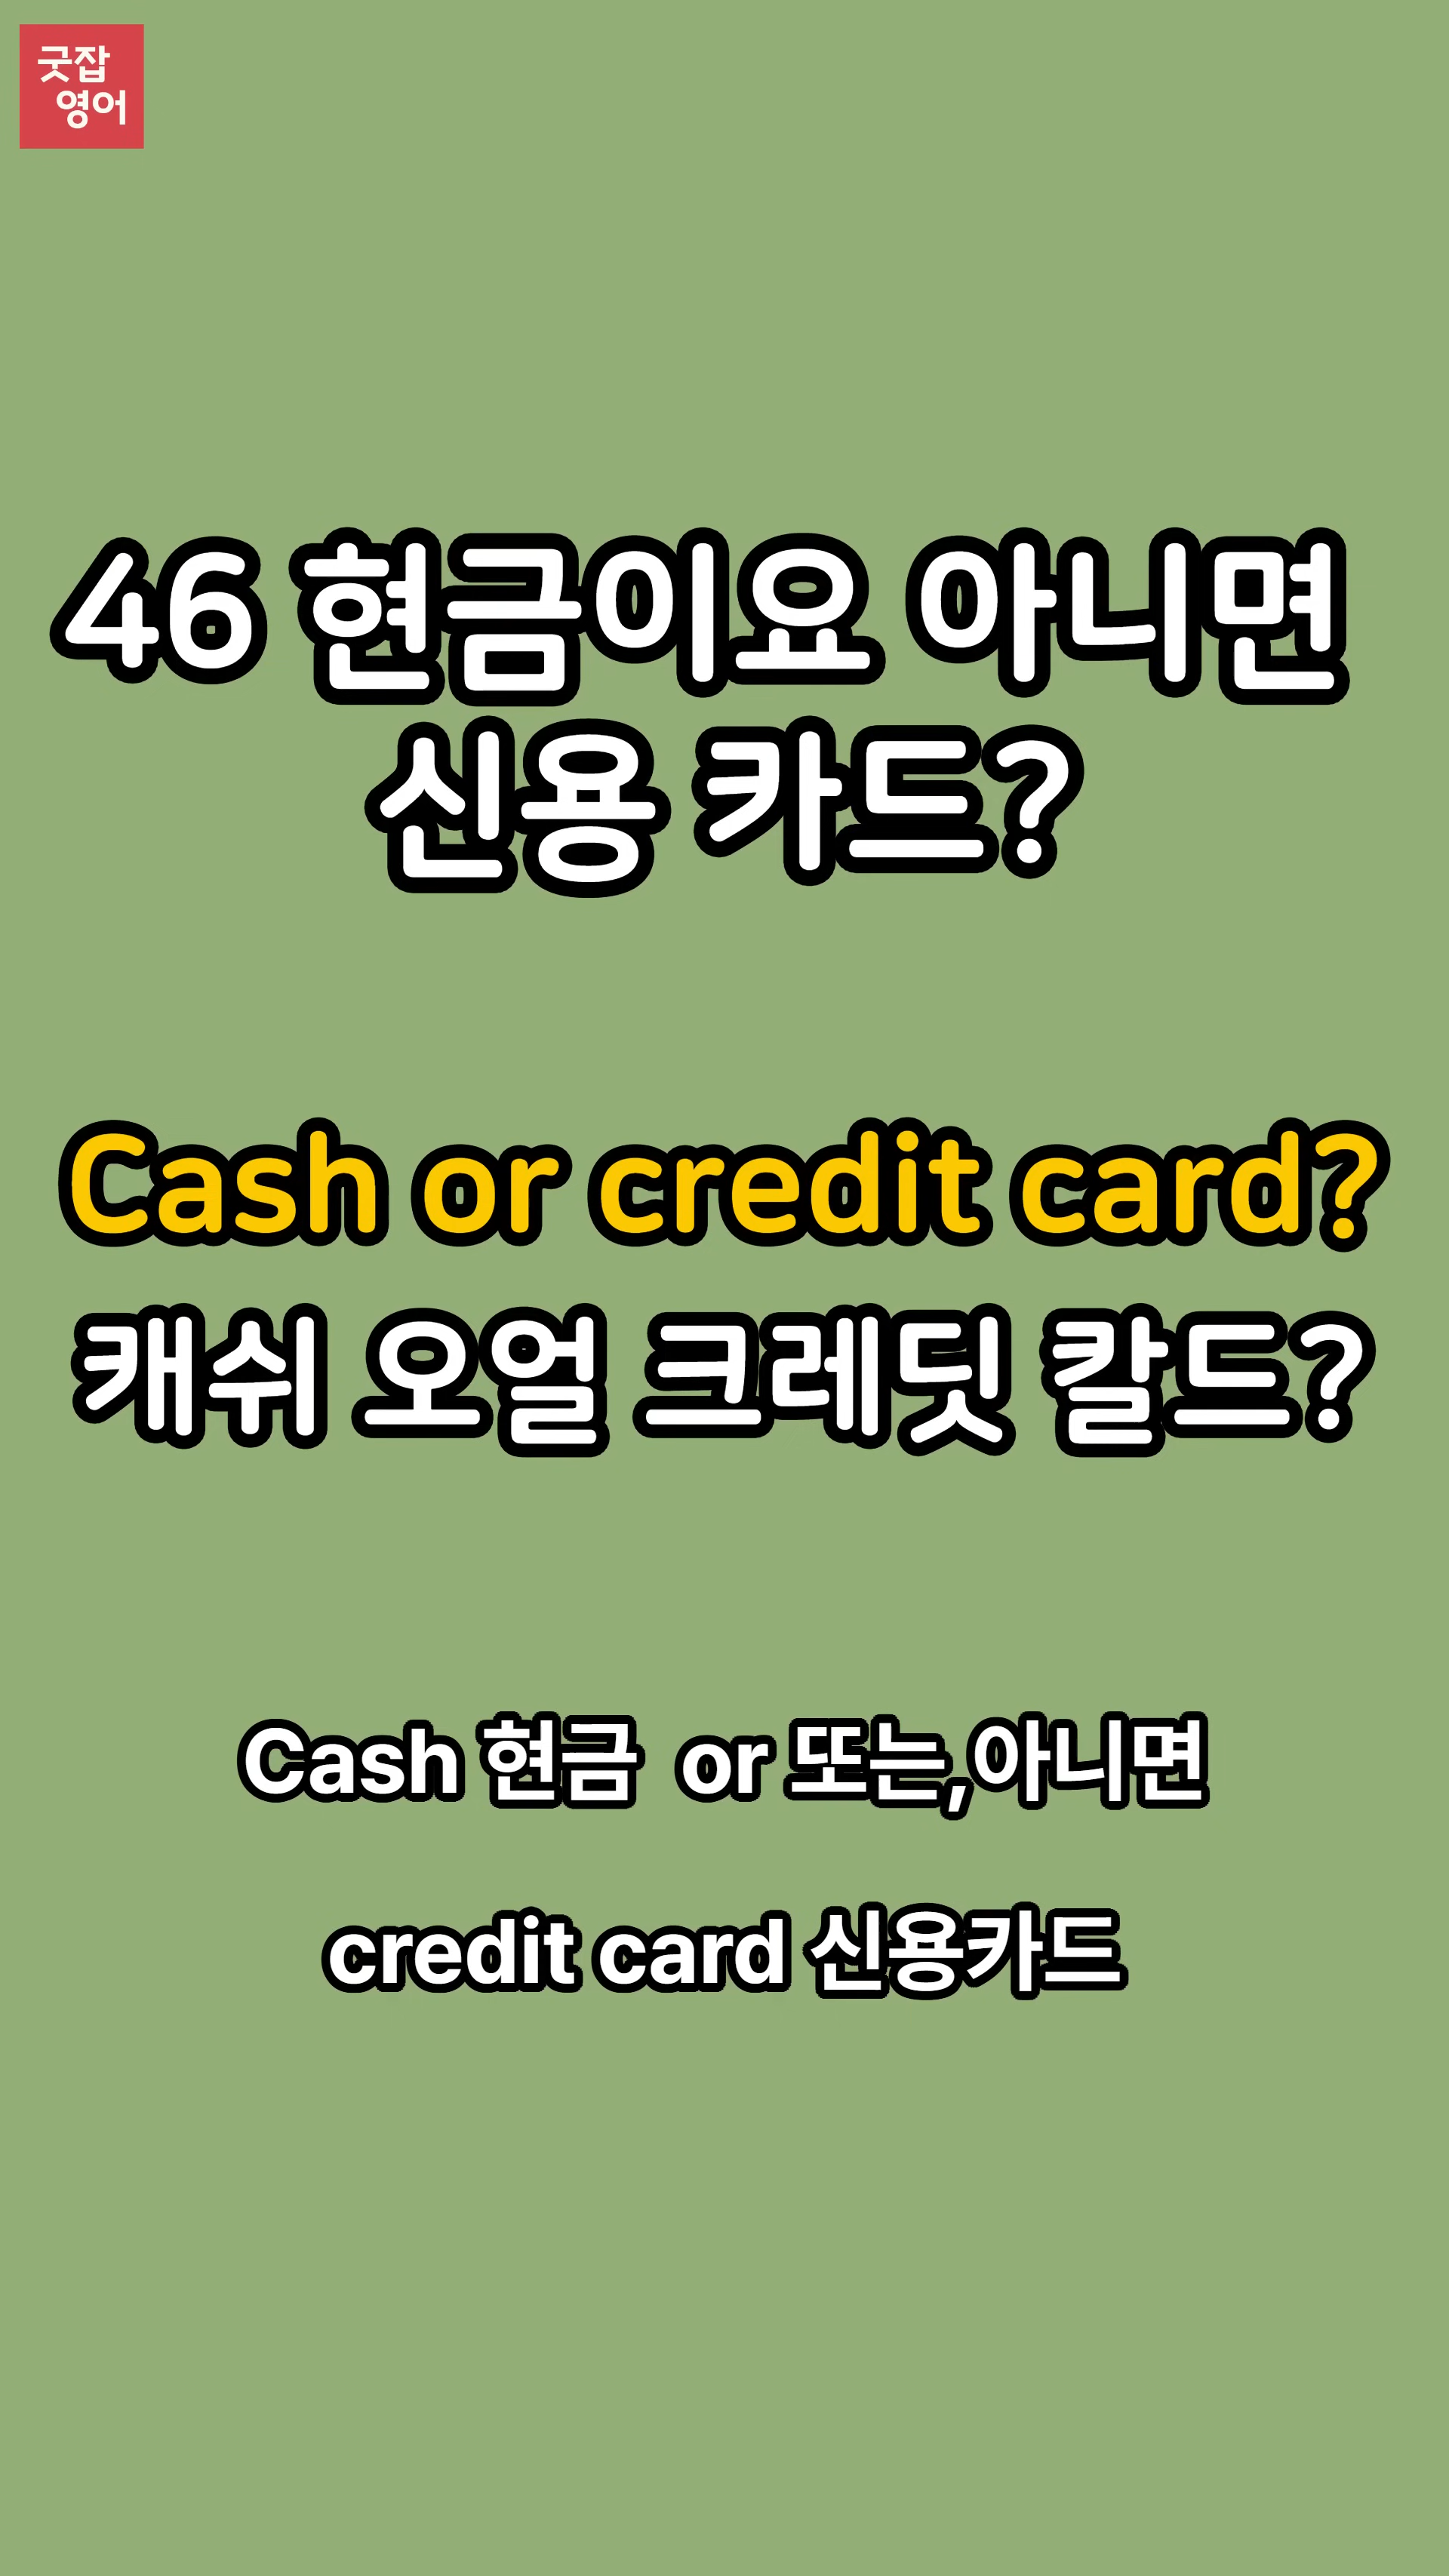 굿잡
영어
46 현금이요 아니면
신용 카드?
Cash or credit card?
캐쉬 오얼 크레딧 칼드?
Cash 현금  or 또는,아니면
credit card 신용카드